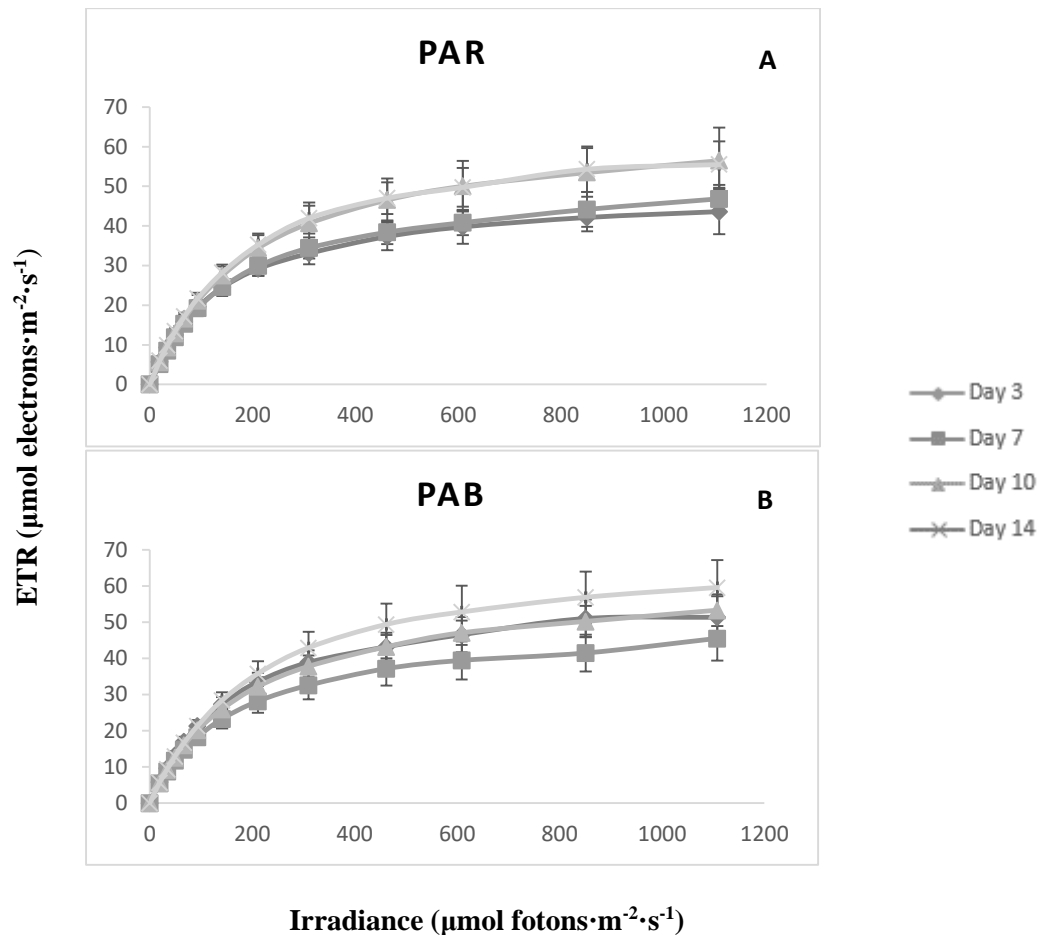 PAR
A
70
60
50
40
30
20
10
0
0 200 400 600 800 1000 1200
PAB
B
70
60
50
40
30
20
10
0
0 200 400 600 800 1000 1200
ETR (µmol electrons·m-2·s-1)
Irradiance (µmol fotons·m-2·s-1)
Day 3
Day 7
Day 10
Day 14